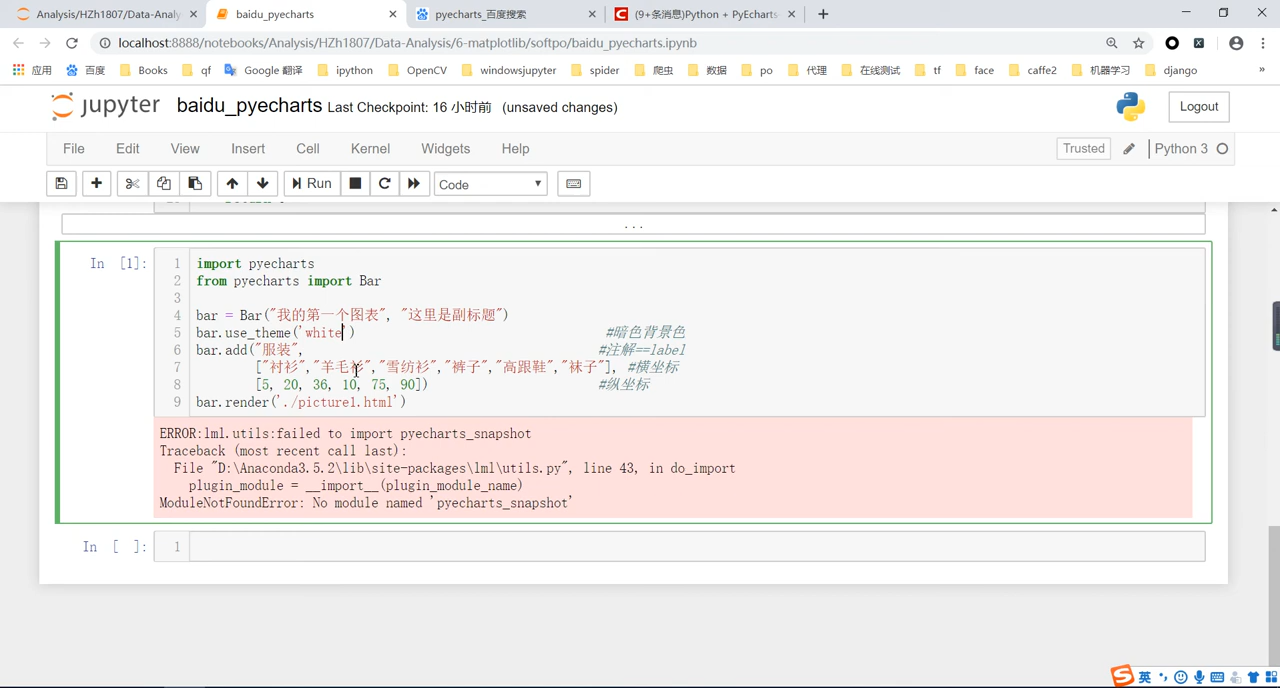 Analysis/HZh1807/Data-Analy
baidu_pyecharts
pyecharts_百度搜索
(9+条消息)Python + PyEcharts
localhost:8888/notebooks/Analysis/HZh1807/Data-Analysis/6-matplotlib/softpo/baidu_pyecharts.ipynb
应用 百度 Books qf Google 翻译 ipython OpenCV windowsjupyter spider 爬虫 数据 po 代理 在线测试 tf face caffe2 机器学习 django »
jupyter baidu_pyecharts Last Checkpoint: 16 小时前 (unsaved changes) Logout
File Edit View Insert Cell Kernel Widgets Help Trusted Python 3
Run Code
...
In [1]:
1 import pyecharts
2 from pyecharts import Bar
3
4 bar = Bar("我的第一个图表", "这里是副标题")
5 bar.use_theme('white') #暗色背景色
6 bar.add("服装", #注解==label
7 ["衬衫","羊毛衫","雪纺衫","裤子","高跟鞋","袜子"], #横坐标
8 [5, 20, 36, 10, 75, 90]) #纵坐标
9 bar.render('./picture1.html')
ERROR:lml.utils:failed to import pyecharts_snapshot
Traceback (most recent call last):
File "D:\Anaconda3.5.2\lib\site-packages\lml\utils.py", line 43, in do_import
plugin_module = __import__(plugin_module_name)
ModuleNotFoundError: No module named 'pyecharts_snapshot'
In [ ]: 1
英